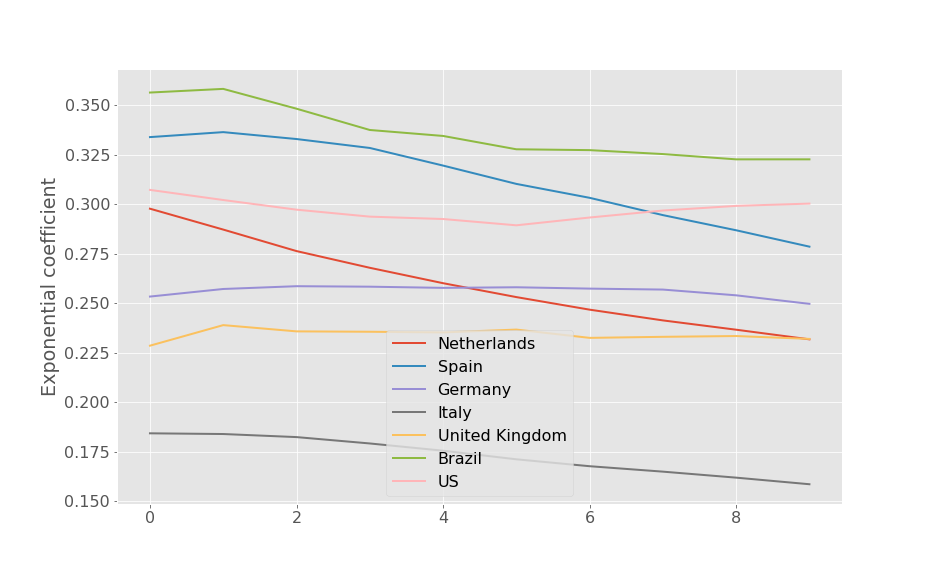 0.350
0.325
0.300
0.275
0.250
0.225
0.200
0.175
0.150
Exponential coefficient
Netherlands
Spain
Germany
Italy
United Kingdom
Brazil
US
0 2 4 6 8